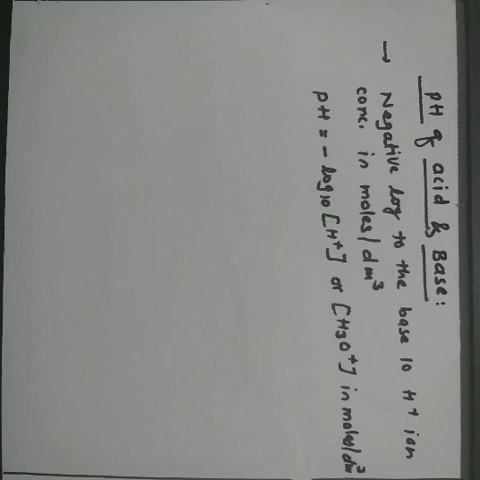 pH of acid & Base:
→ Negative log to the base 10 H+ ion
conc. in moles/dm³
pH = - log10 [H+] or [H3O+] in moles/dm³